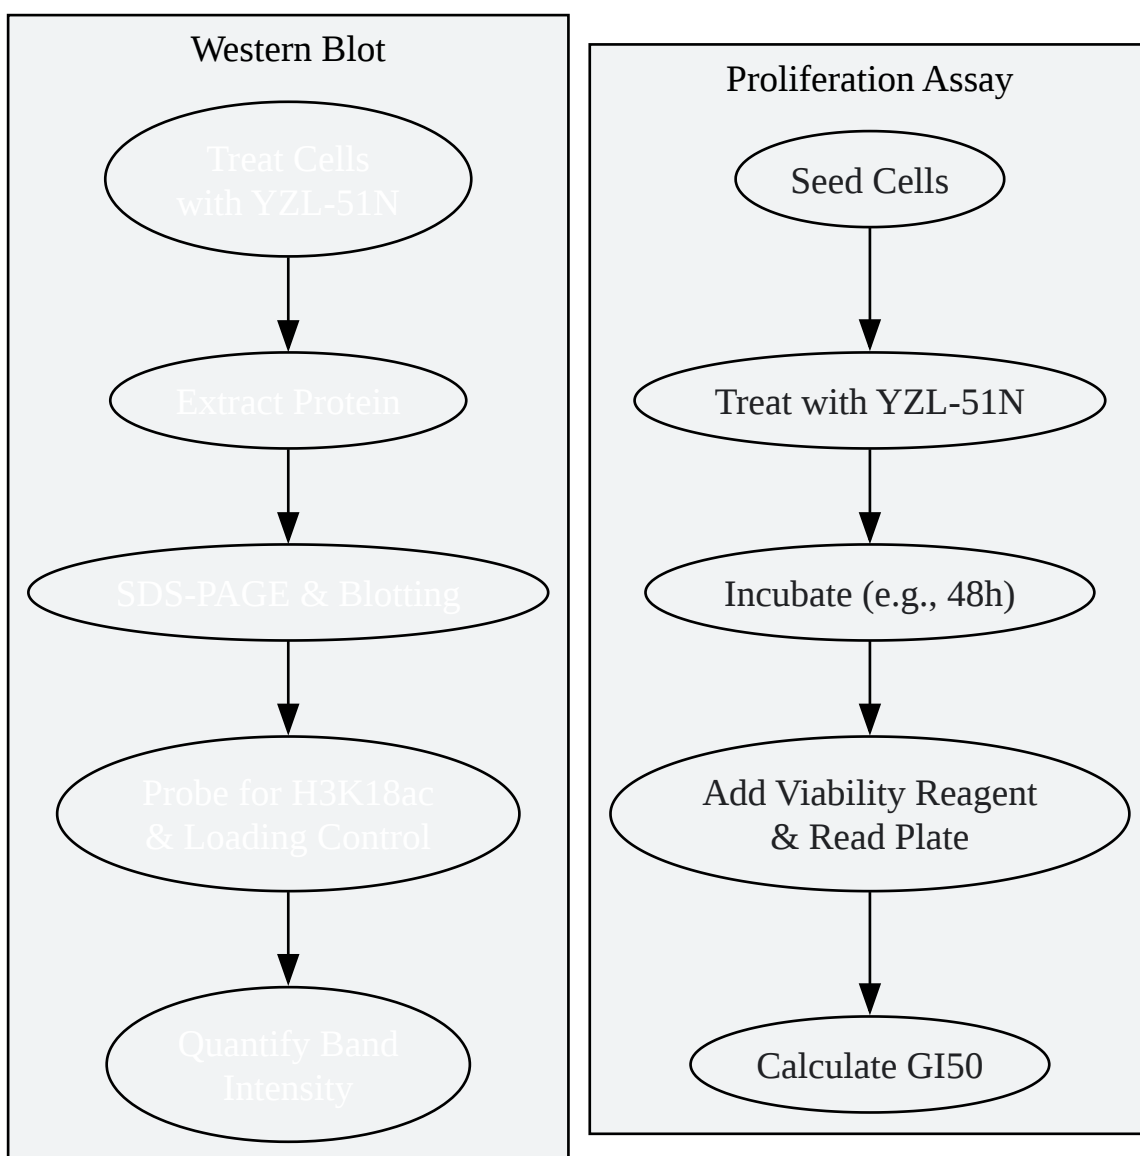 Western Blot
Treat Cells
with YZL-51N
Extract Protein
SDS-PAGE & Blotting
Probe for H3K18ac
& Loading Control
Quantify Band
Intensity
Proliferation Assay
Seed Cells
Treat with YZL-51N
Incubate (e.g., 48h)
Add Viability Reagent
& Read Plate
Calculate GI50